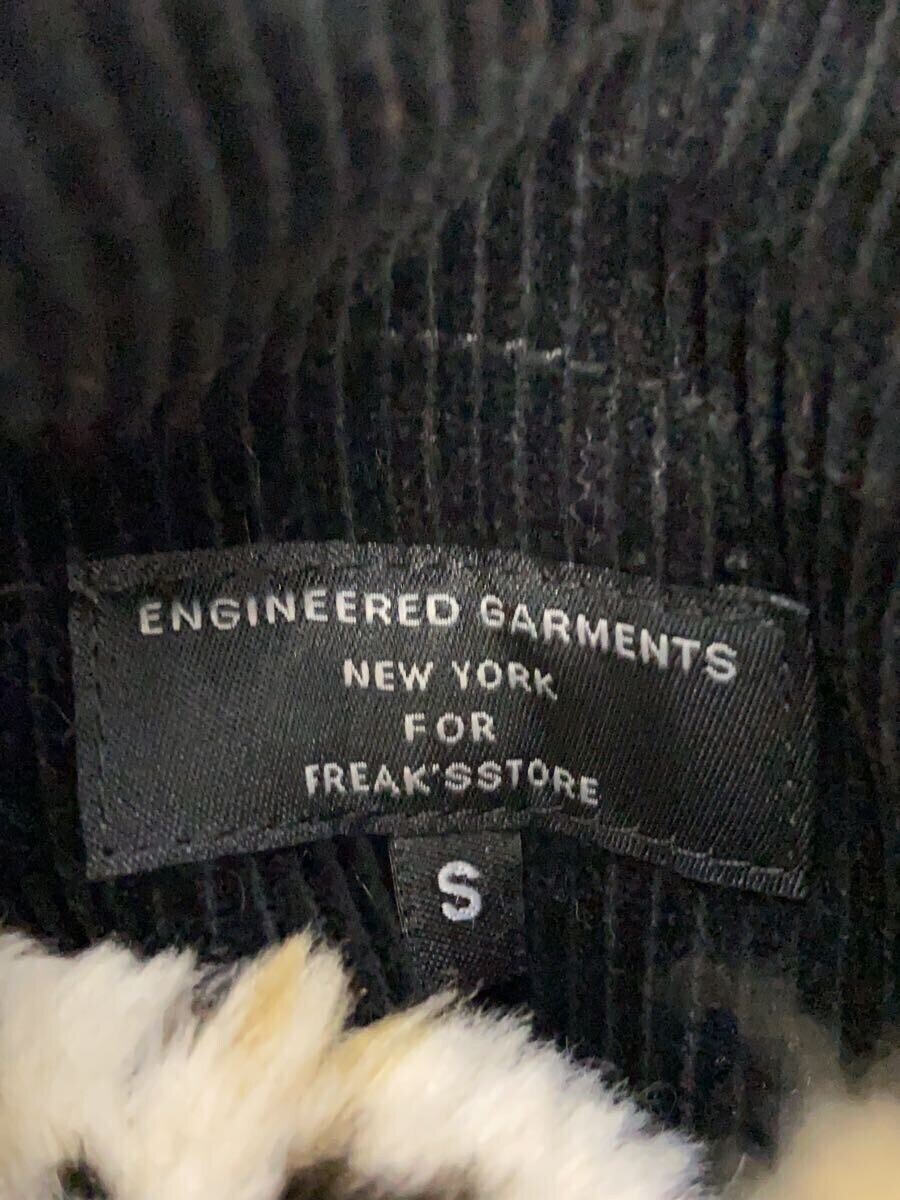 ENGINEERED GARMENTS
NEW YORK
FOR
FREAK'SSTORE
S